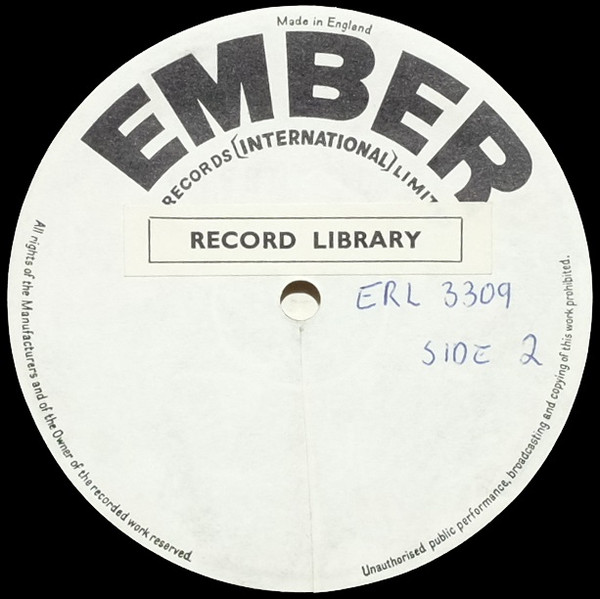 Made in England
EMBER
RECORDS (INTERNATIONAL) LIMIT
RECORD LIBRARY
ERL 3309
SIDE 2
All rights of the Manufacturers and of the Owner of the recorded work reserved.
Unauthorised public performance, broadcasting and copying of this work prohibited.